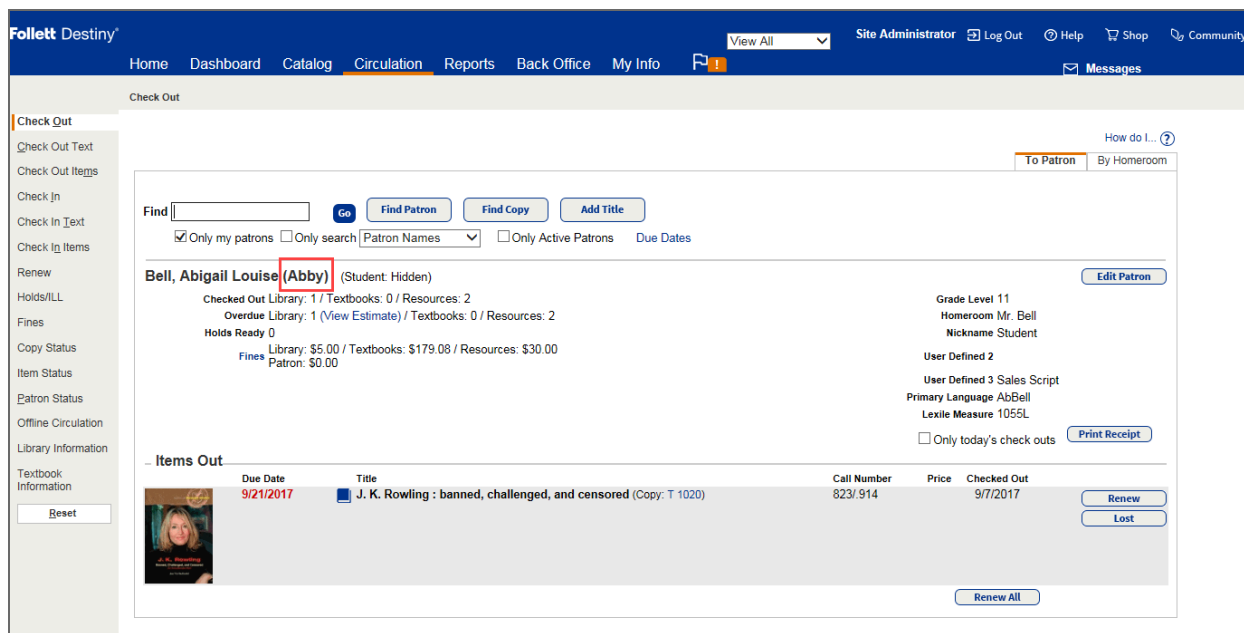 Follett Destiny®
View All
Site Administrator Log Out Help Shop Community
Home Dashboard Catalog Circulation Reports Back Office My Info !
Messages
Check Out
Check Out
Check Out Text
Check Out Items
Check In
Check In Text
Check In Items
Renew
Holds/ILL
Fines
Copy Status
Item Status
Patron Status
Offline Circulation
Library Information
Textbook
Information
Reset
How do I... ?
To Patron By Homeroom
Find Go Find Patron Find Copy Add Title
Only my patrons Only search Patron Names Only Active Patrons Due Dates
Bell, Abigail Louise (Abby) (Student: Hidden) Edit Patron
Checked Out Library: 1 / Textbooks: 0 / Resources: 2
Overdue Library: 1 (View Estimate) / Textbooks: 0 / Resources: 2
Holds Ready 0
Fines Library: $5.00 / Textbooks: $179.08 / Resources: $30.00
Patron: $0.00
Grade Level 11
Homeroom Mr. Bell
Nickname Student
User Defined 2
User Defined 3 Sales Script
Primary Language AbBell
Lexile Measure 1055L
Only today's check outs Print Receipt
Items Out
Due Date Title Call Number Price Checked Out
9/21/2017 J. K. Rowling : banned, challenged, and censored (Copy: T 1020) 823/.914 9/7/2017 Renew
Lost
J. K. Rowling
Renew All